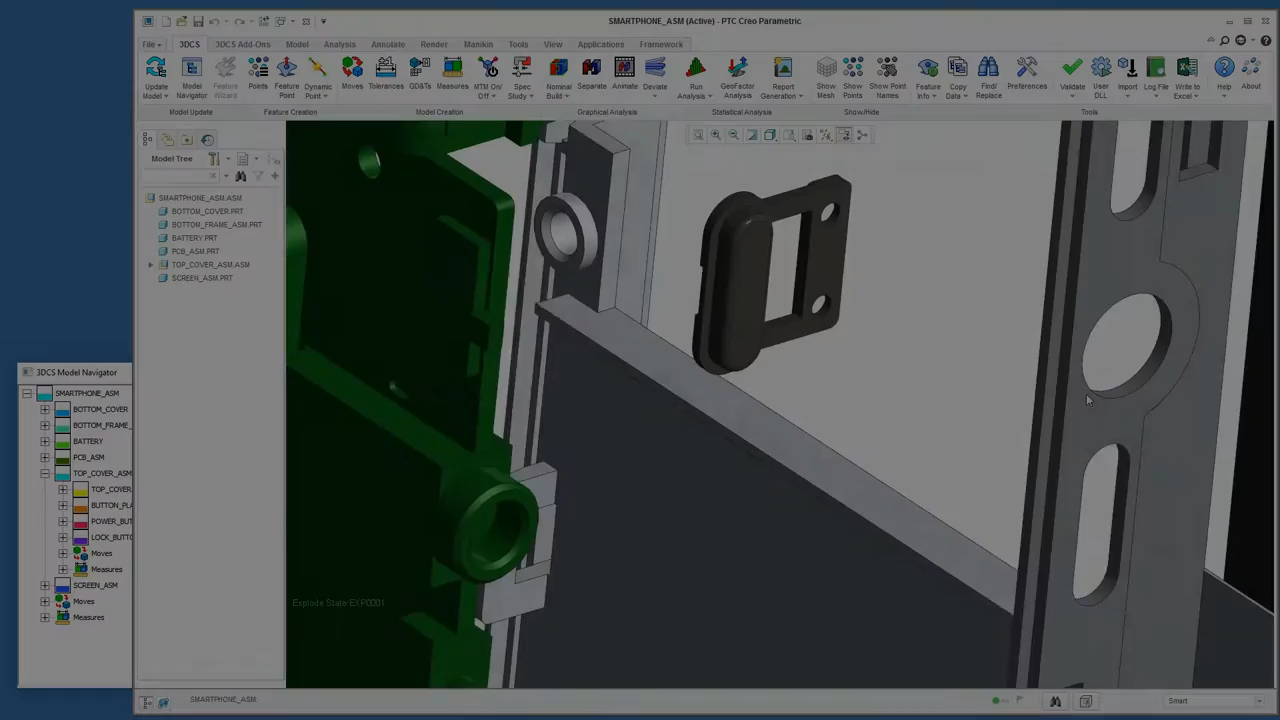 SMARTPHONE_ASM (Active) - PTC Creo Parametric
File 3DCS 3DCS Add-Ons Model Analysis Annotate Render Manikin Tools View Applications Framework
Update Model Model Navigator Feature Wizard Points Feature Point Dynamic Point Moves Tolerances GD&Ts Measures MTM On/Off Spec Study Nominal Build Separate Animate Deviate Run Analysis GeoFactor Analysis Report Generation Show Mesh Show Points Show Point Names Feature Info Copy Data Find/Replace Preferences Validate User DLL Import Log File Write to Excel Help About
Model Update Feature Creation Model Creation Graphical Analysis Statistical Analysis Show/Hide Tools
Model Tree
SMARTPHONE_ASM.ASM
BOTTOM_COVER.PRT
BOTTOM_FRAME_ASM.PRT
BATTERY.PRT
PCB_ASM.PRT
TOP_COVER_ASM.ASM
SCREEN_ASM.PRT
3DCS Model Navigator
SMARTPHONE_ASM
BOTTOM_COVER
BOTTOM_FRAME_
BATTERY
PCB_ASM
TOP_COVER_ASM
TOP_COVER
BUTTON_PLA
POWER_BUT
LOCK_BUTTO
Moves
Measures
SCREEN_ASM
Moves
Measures
Explode State:EXP0001
SMARTPHONE_ASM:
Smart